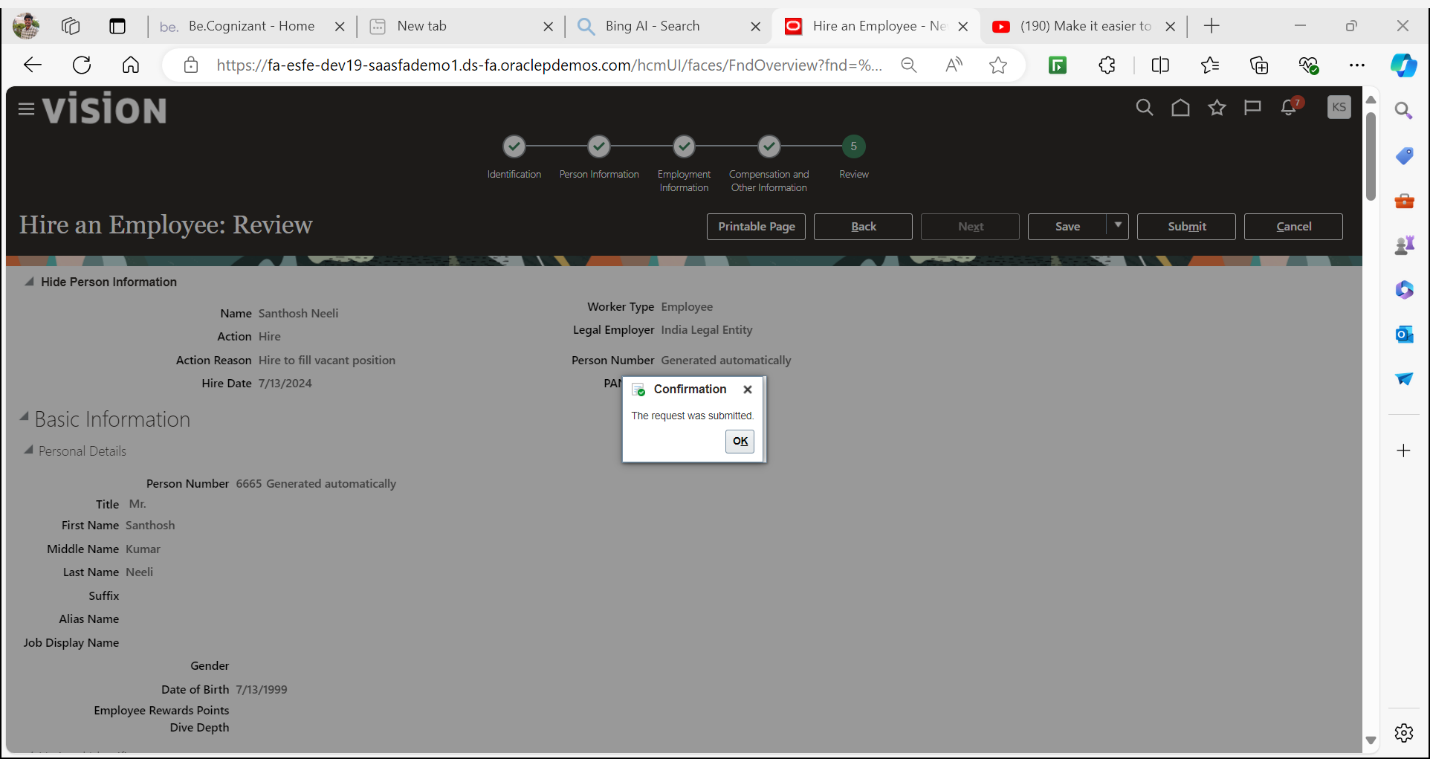 be. Be.Cognizant - Home
New tab
Bing AI - Search
Hire an Employee - Ne
(190) Make it easier to
https://fa-esfe-dev19-saasfademo1.ds-fa.oraclepdemos.com/hcmUI/faces/FndOverview?fnd=%...
VISION
7
KS
5
Identification
Person Information
Employment
Information
Compensation and
Other Information
Review
Hire an Employee: Review
Printable Page
Back
Next
Save
Submit
Cancel
Hide Person Information
Name Santhosh Neeli
Action Hire
Action Reason Hire to fill vacant position
Hire Date 7/13/2024
Worker Type Employee
Legal Employer India Legal Entity
Person Number Generated automatically
PAN
Confirmation
The request was submitted.
OK
Basic Information
Personal Details
Person Number 6665 Generated automatically
Title Mr.
First Name Santhosh
Middle Name Kumar
Last Name Neeli
Suffix
Alias Name
Job Display Name
Gender
Date of Birth 7/13/1999
Employee Rewards Points
Dive Depth